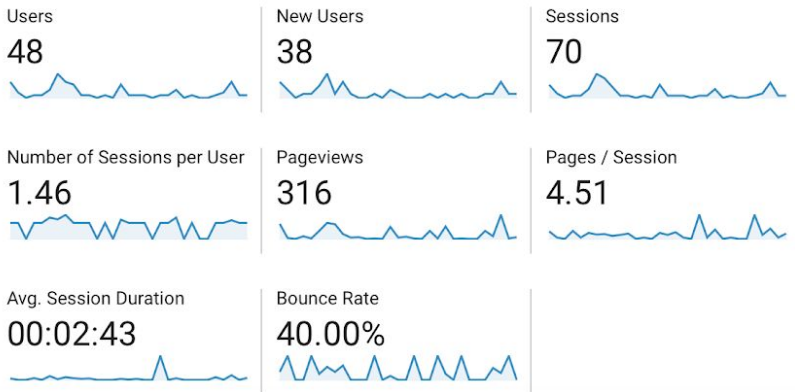 Users
48
New Users
38
Sessions
70
Number of Sessions per User
1.46
Pageviews
316
Pages / Session
4.51
Avg. Session Duration
00:02:43
Bounce Rate
40.00%